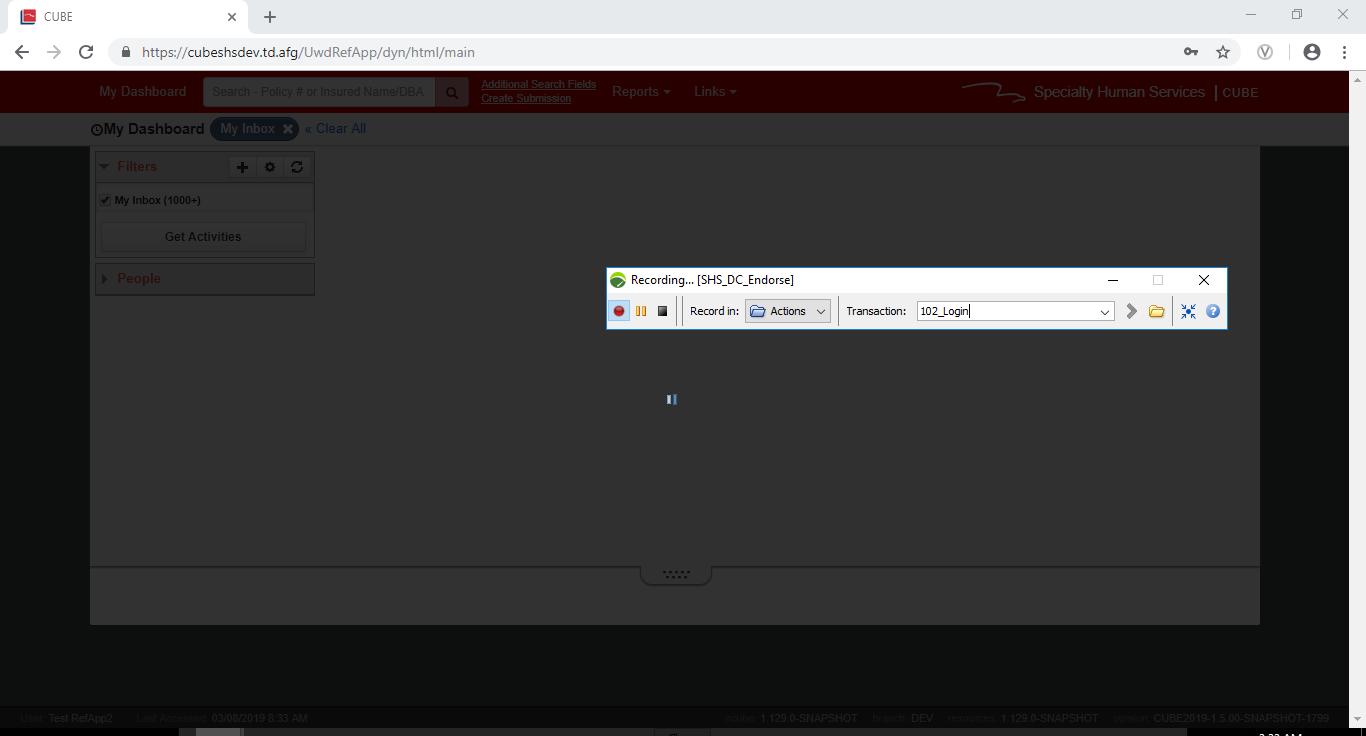 CUBE
https://cubeshsdev.td.afg/UwdRefApp/dyn/html/main
My Dashboard
Search - Policy # or Insured Name/DBA
Additional Search Fields
Create Submission
Reports
Links
Specialty Human Services | CUBE
My Dashboard
My Inbox
« Clear All
Filters
My Inbox (1000+)
Get Activities
People
Recording... [SHS_DC_Endorse]
Record in: Actions Transaction: 102_Login
User: Test RefApp2 Last Accessed: 03/08/2019 8:33 AM
ncube: 1.129.0-SNAPSHOT branch: DEV resources: 1.129.0-SNAPSHOT version: CUBE2019-1.5.00-SNAPSHOT-1799